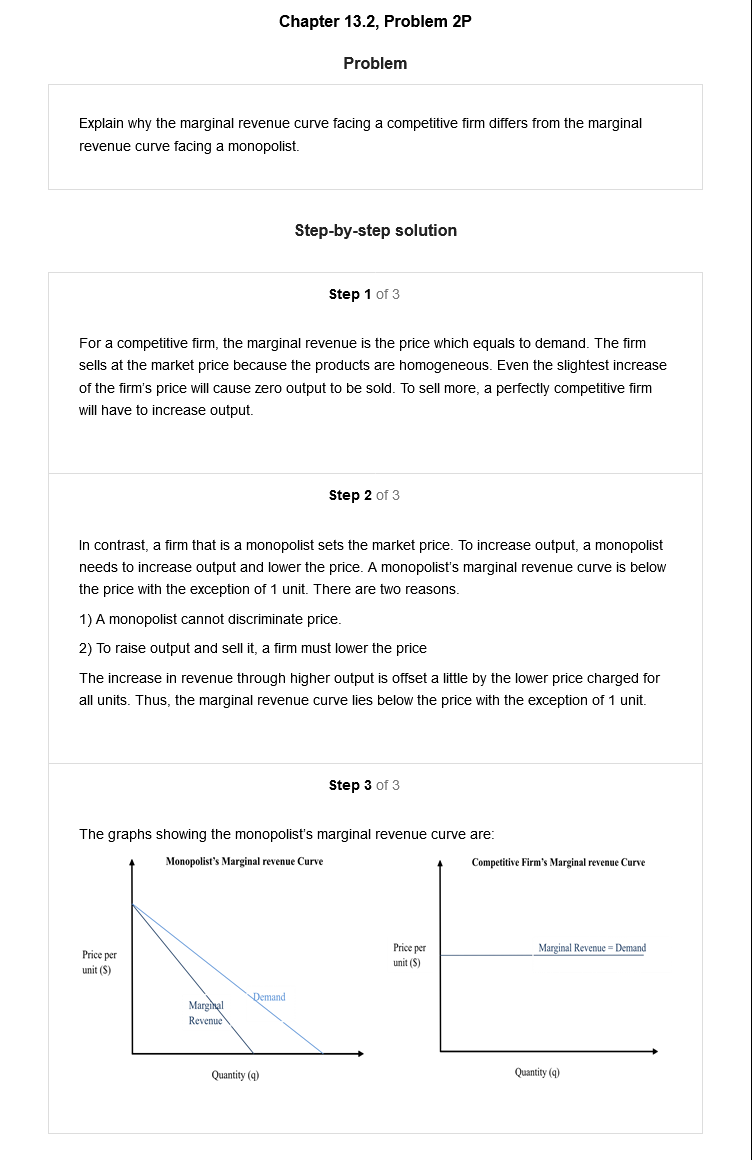 Chapter 13.2, Problem 2P
Problem
Explain why the marginal revenue curve facing a competitive firm differs from the marginal
revenue curve facing a monopolist.
Step-by-step solution
Step 1 of 3
For a competitive firm, the marginal revenue is the price which equals to demand. The firm
sells at the market price because the products are homogeneous. Even the slightest increase
of the firm's price will cause zero output to be sold. To sell more, a perfectly competitive firm
will have to increase output.
Step 2 of 3
In contrast, a firm that is a monopolist sets the market price. To increase output, a monopolist
needs to increase output and lower the price. A monopolist's marginal revenue curve is below
the price with the exception of 1 unit. There are two reasons.
1) A monopolist cannot discriminate price.
2) To raise output and sell it, a firm must lower the price
The increase in revenue through higher output is offset a little by the lower price charged for
all units. Thus, the marginal revenue curve lies below the price with the exception of 1 unit.
Step 3 of 3
The graphs showing the monopolist's marginal revenue curve are:
Monopolist's Marginal revenue Curve
Price per
unit ($)
Demand
Marginal
Revenue
Quantity (q)
Competitive Firm's Marginal revenue Curve
Price per
unit ($)
Marginal Revenue = Demand
Quantity (q)